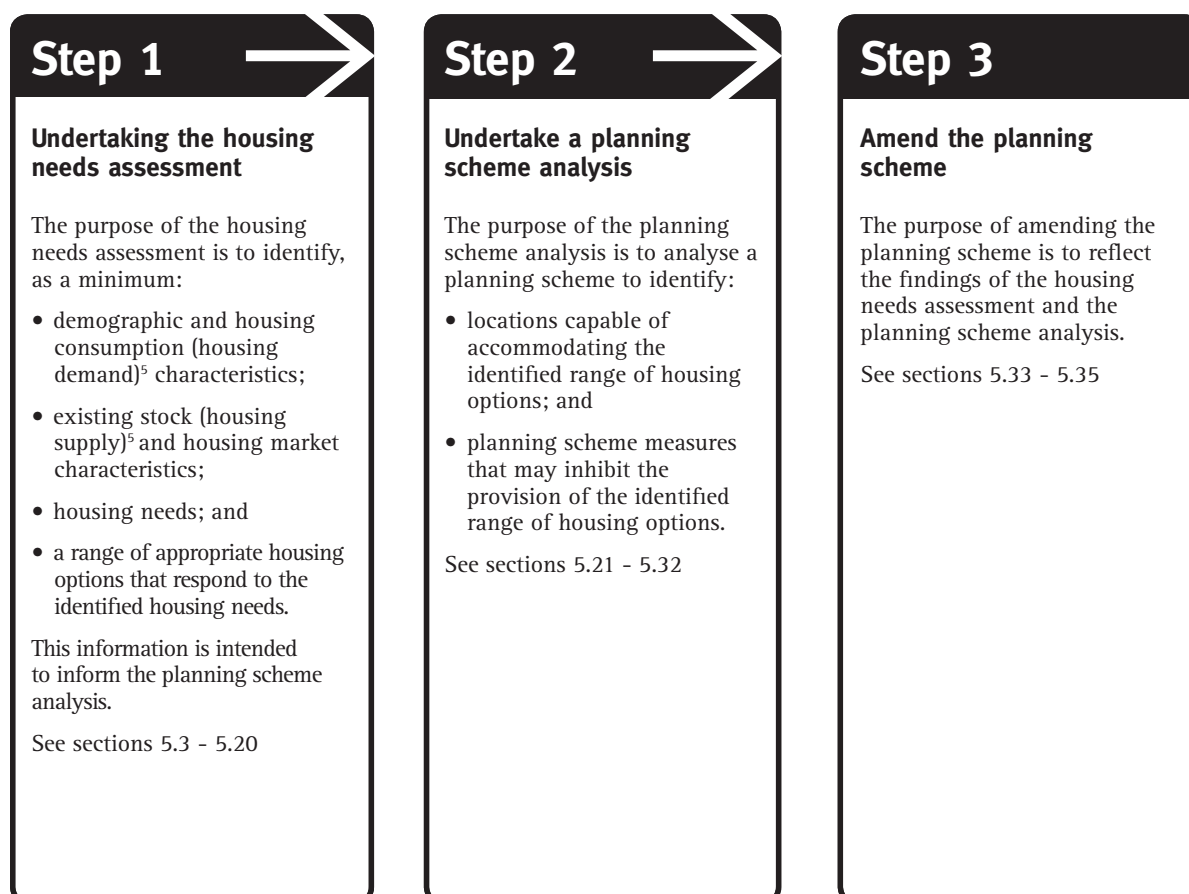 Step 1
Undertaking the housing
needs assessment
The purpose of the housing
needs assessment is to identify,
as a minimum:
• demographic and housing
consumption (housing
demand)⁵ characteristics;
• existing stock (housing
supply)⁵ and housing market
characteristics;
• housing needs; and
• a range of appropriate housing
options that respond to the
identified housing needs.
This information is intended
to inform the planning scheme
analysis.
See sections 5.3 - 5.20
Step 2
Undertake a planning
scheme analysis
The purpose of the planning
scheme analysis is to analyse a
planning scheme to identify:
• locations capable of
accommodating the
identified range of housing
options; and
• planning scheme measures
that may inhibit the
provision of the identified
range of housing options.
See sections 5.21 - 5.32
Step 3
Amend the planning
scheme
The purpose of amending the
planning scheme is to reflect
the findings of the housing
needs assessment and the
planning scheme analysis.
See sections 5.33 - 5.35